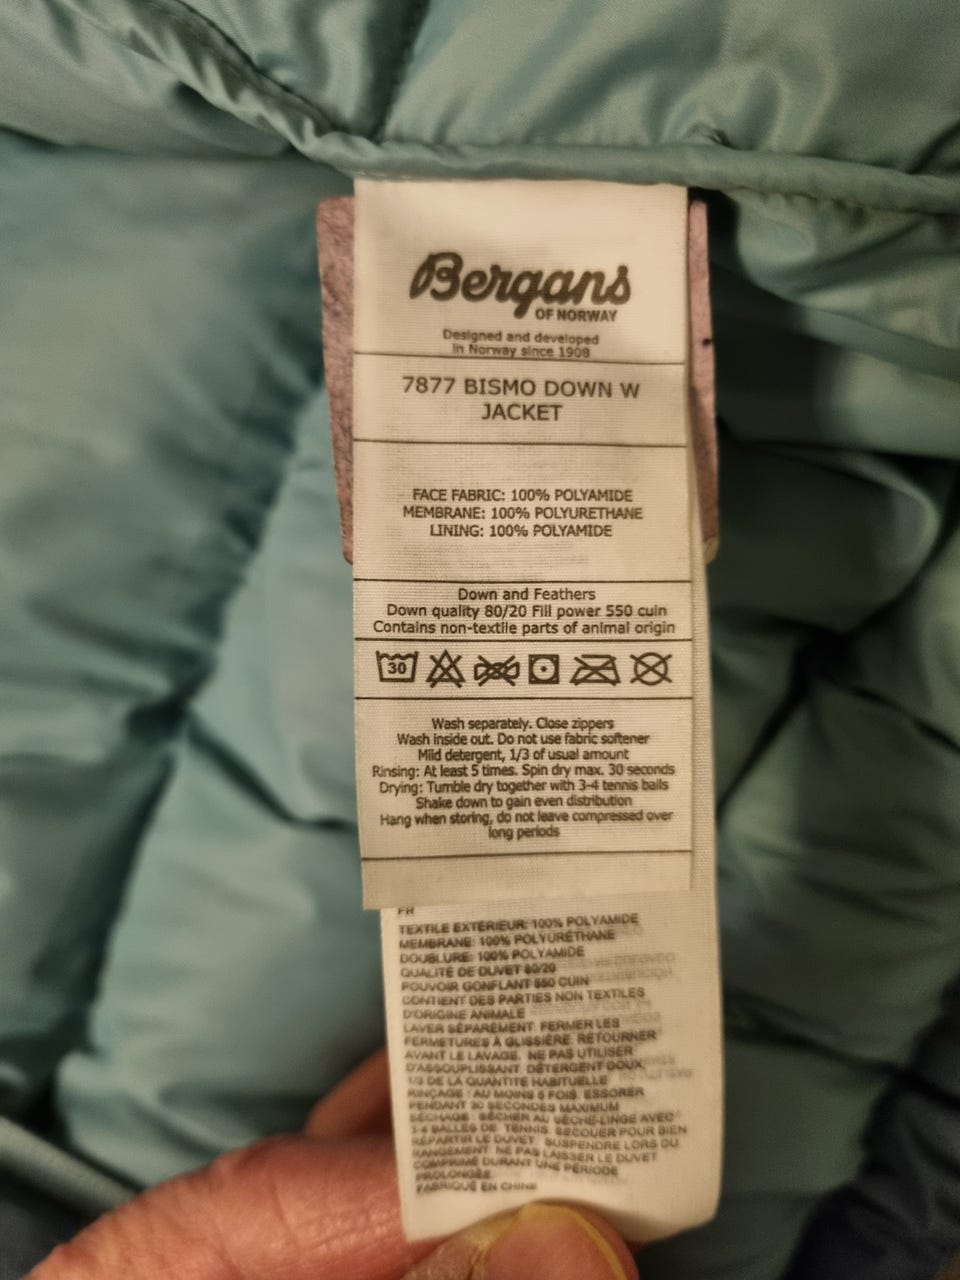 Bergans
OF NORWAY
Designed and developed
in Norway since 1908
7877 BISMO DOWN W
JACKET
FACE FABRIC: 100% POLYAMIDE
MEMBRANE: 100% POLYURETHANE
LINING: 100% POLYAMIDE
Down and Feathers
Down quality 80/20 Fill power 550 cuin
Contains non-textile parts of animal origin
30
Wash separately. Close zippers
Wash inside out. Do not use fabric softener
Mild detergent, 1/3 of usual amount
Rinsing: At least 5 times. Spin dry max. 30 seconds
Drying: Tumble dry together with 3-4 tennis balls
Shake down to gain even distribution
Hang when storing, do not leave compressed over
long periods
FR
TEXTILE EXTÉRIEUR: 100% POLYAMIDE
MEMBRANE: 100% POLYURÉTHANE
DOUBLURE: 100% POLYAMIDE
QUALITÉ DE DUVET 80/20
POUVOIR GONFLANT 550 CUIN
CONTIENT DES PARTIES NON TEXTILES
D'ORIGINE ANIMALE
LAVER SÉPARÉMENT. FERMER LES
FERMETURES À GLISSIÈRE. RETOURNER
AVANT LE LAVAGE. NE PAS UTILISER
D'ASSOUPLISSANT. DÉTERGENT DOUX,
1/3 DE LA QUANTITÉ HABITUELLE
RINÇAGE : AU MOINS 5 FOIS. ESSORER
PENDANT 30 SECONDES MAXIMUM
SÉCHAGE : SÉCHER AU SÈCHE-LINGE AVEC
3-4 BALLES DE TENNIS. SECOUER POUR BIEN
RÉPARTIR LE DUVET. SUSPENDRE LORS DU
RANGEMENT. NE PAS LAISSER LE DUVET
COMPRIMÉ DURANT UNE PÉRIODE
PROLONGÉE.
FABRIQUÉ EN CHINE